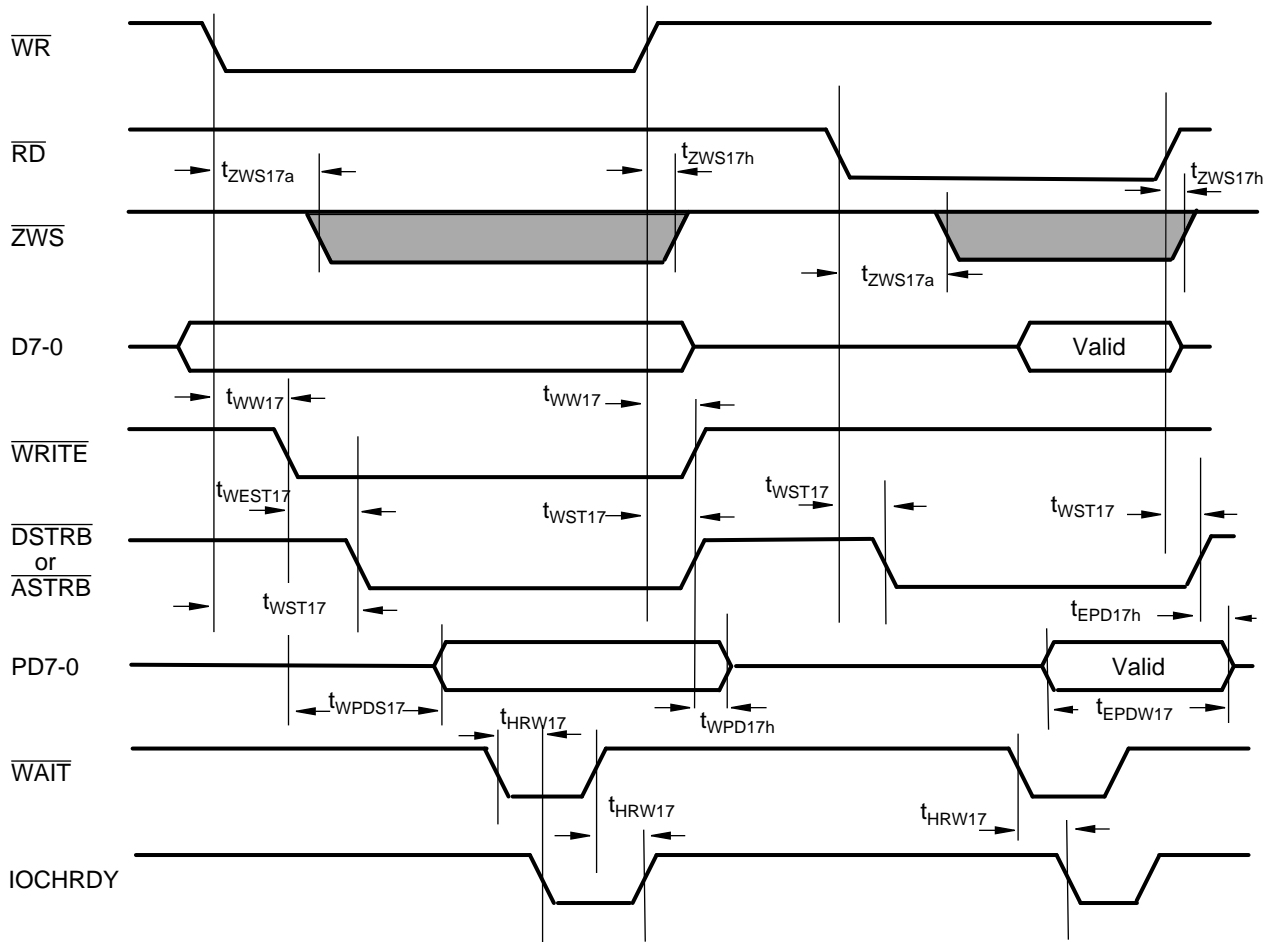 WR
RD
tZWS17a
tZWS17h
tZWS17h
ZWS
tZWS17a
D7-0
Valid
tWW17
tWW17
WRITE
tWEST17
tWST17
tWST17
tWST17
DSTRB
or
ASTRB
tWST17
tEPD17h
PD7-0
Valid
tWPDS17
tHRW17
tWPD17h
tEPDW17
WAIT
tHRW17
tHRW17
IOCHRDY